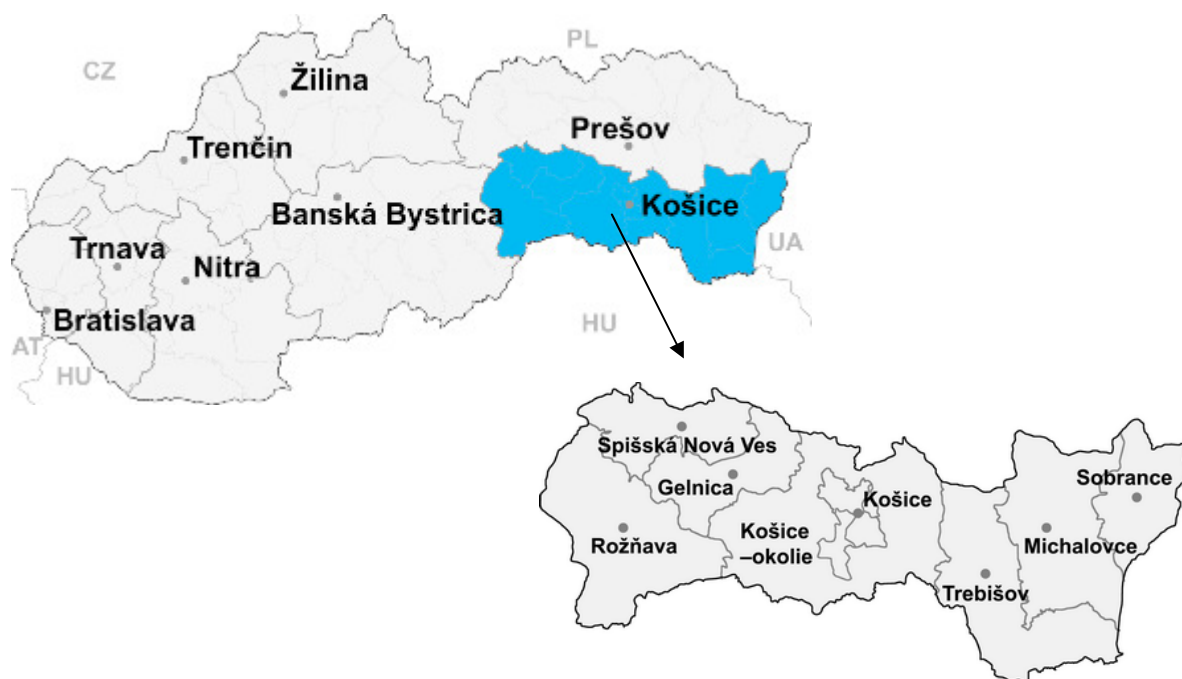 PL
CZ
Žilina
Prešov
Trenčin
Košice
Banská Bystrica
UA
Trnava
Nitra
Bratislava
HU
AT
HU
Spišská Nová Ves
Sobrance
Gelnica
Košice
Košice
–okolie
Rožňava
Michalovce
Trebišov